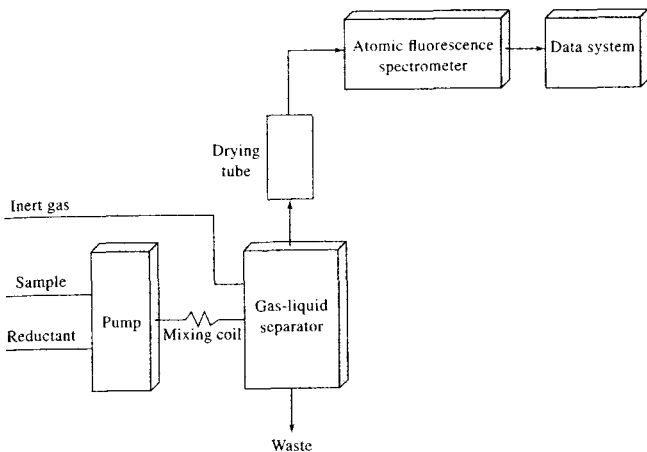 Atomic fluorescence
spectrometer
Data system
Drying
tube
Inert gas
Sample
Reductant
Pump
Mixing coil
Gas-liquid
separator
Waste